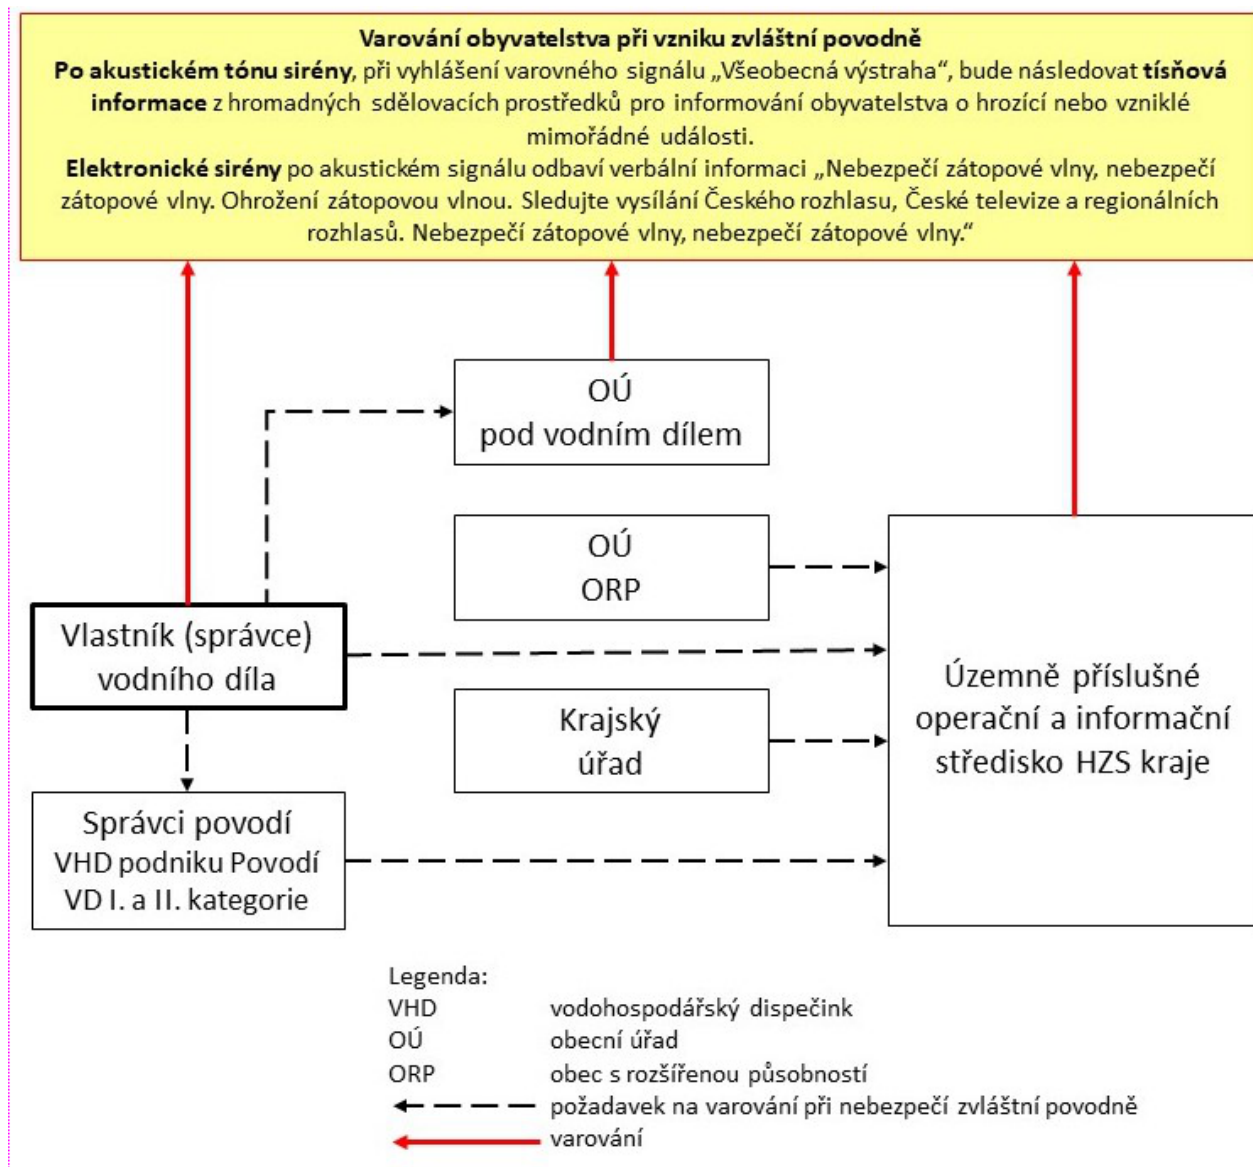 Varování obyvatelstva při vzniku zvláštní povodně
Po akustickém tónu sirény, při vyhlášení varovného signálu „Všeobecná výstraha“, bude následovat tísňová
informace z hromadných sdělovacích prostředků pro informování obyvatelstva o hrozící nebo vzniklé
mimořádné události.
Elektronické sirény po akustickém signálu odbaví verbální informaci „Nebezpečí zátopové vlny, nebezpečí
zátopové vlny. Ohrožení zátopovou vlnou. Sledujte vysílání Českého rozhlasu, České televize a regionálních
rozhlasů. Nebezpečí zátopové vlny, nebezpečí zátopové vlny.“
OÚ
pod vodním dílem
OÚ
ORP
Vlastník (správce)
vodního díla
Krajský
úřad
Územně příslušné
operační a informační
středisko HZS kraje
Správci povodí
VHD podniku Povodí
VD I. a II. kategorie
Legenda:
VHD vodohospodářský dispečink
OÚ obecní úřad
ORP obec s rozšířenou působností
požadavek na varování při nebezpečí zvláštní povodně
varování